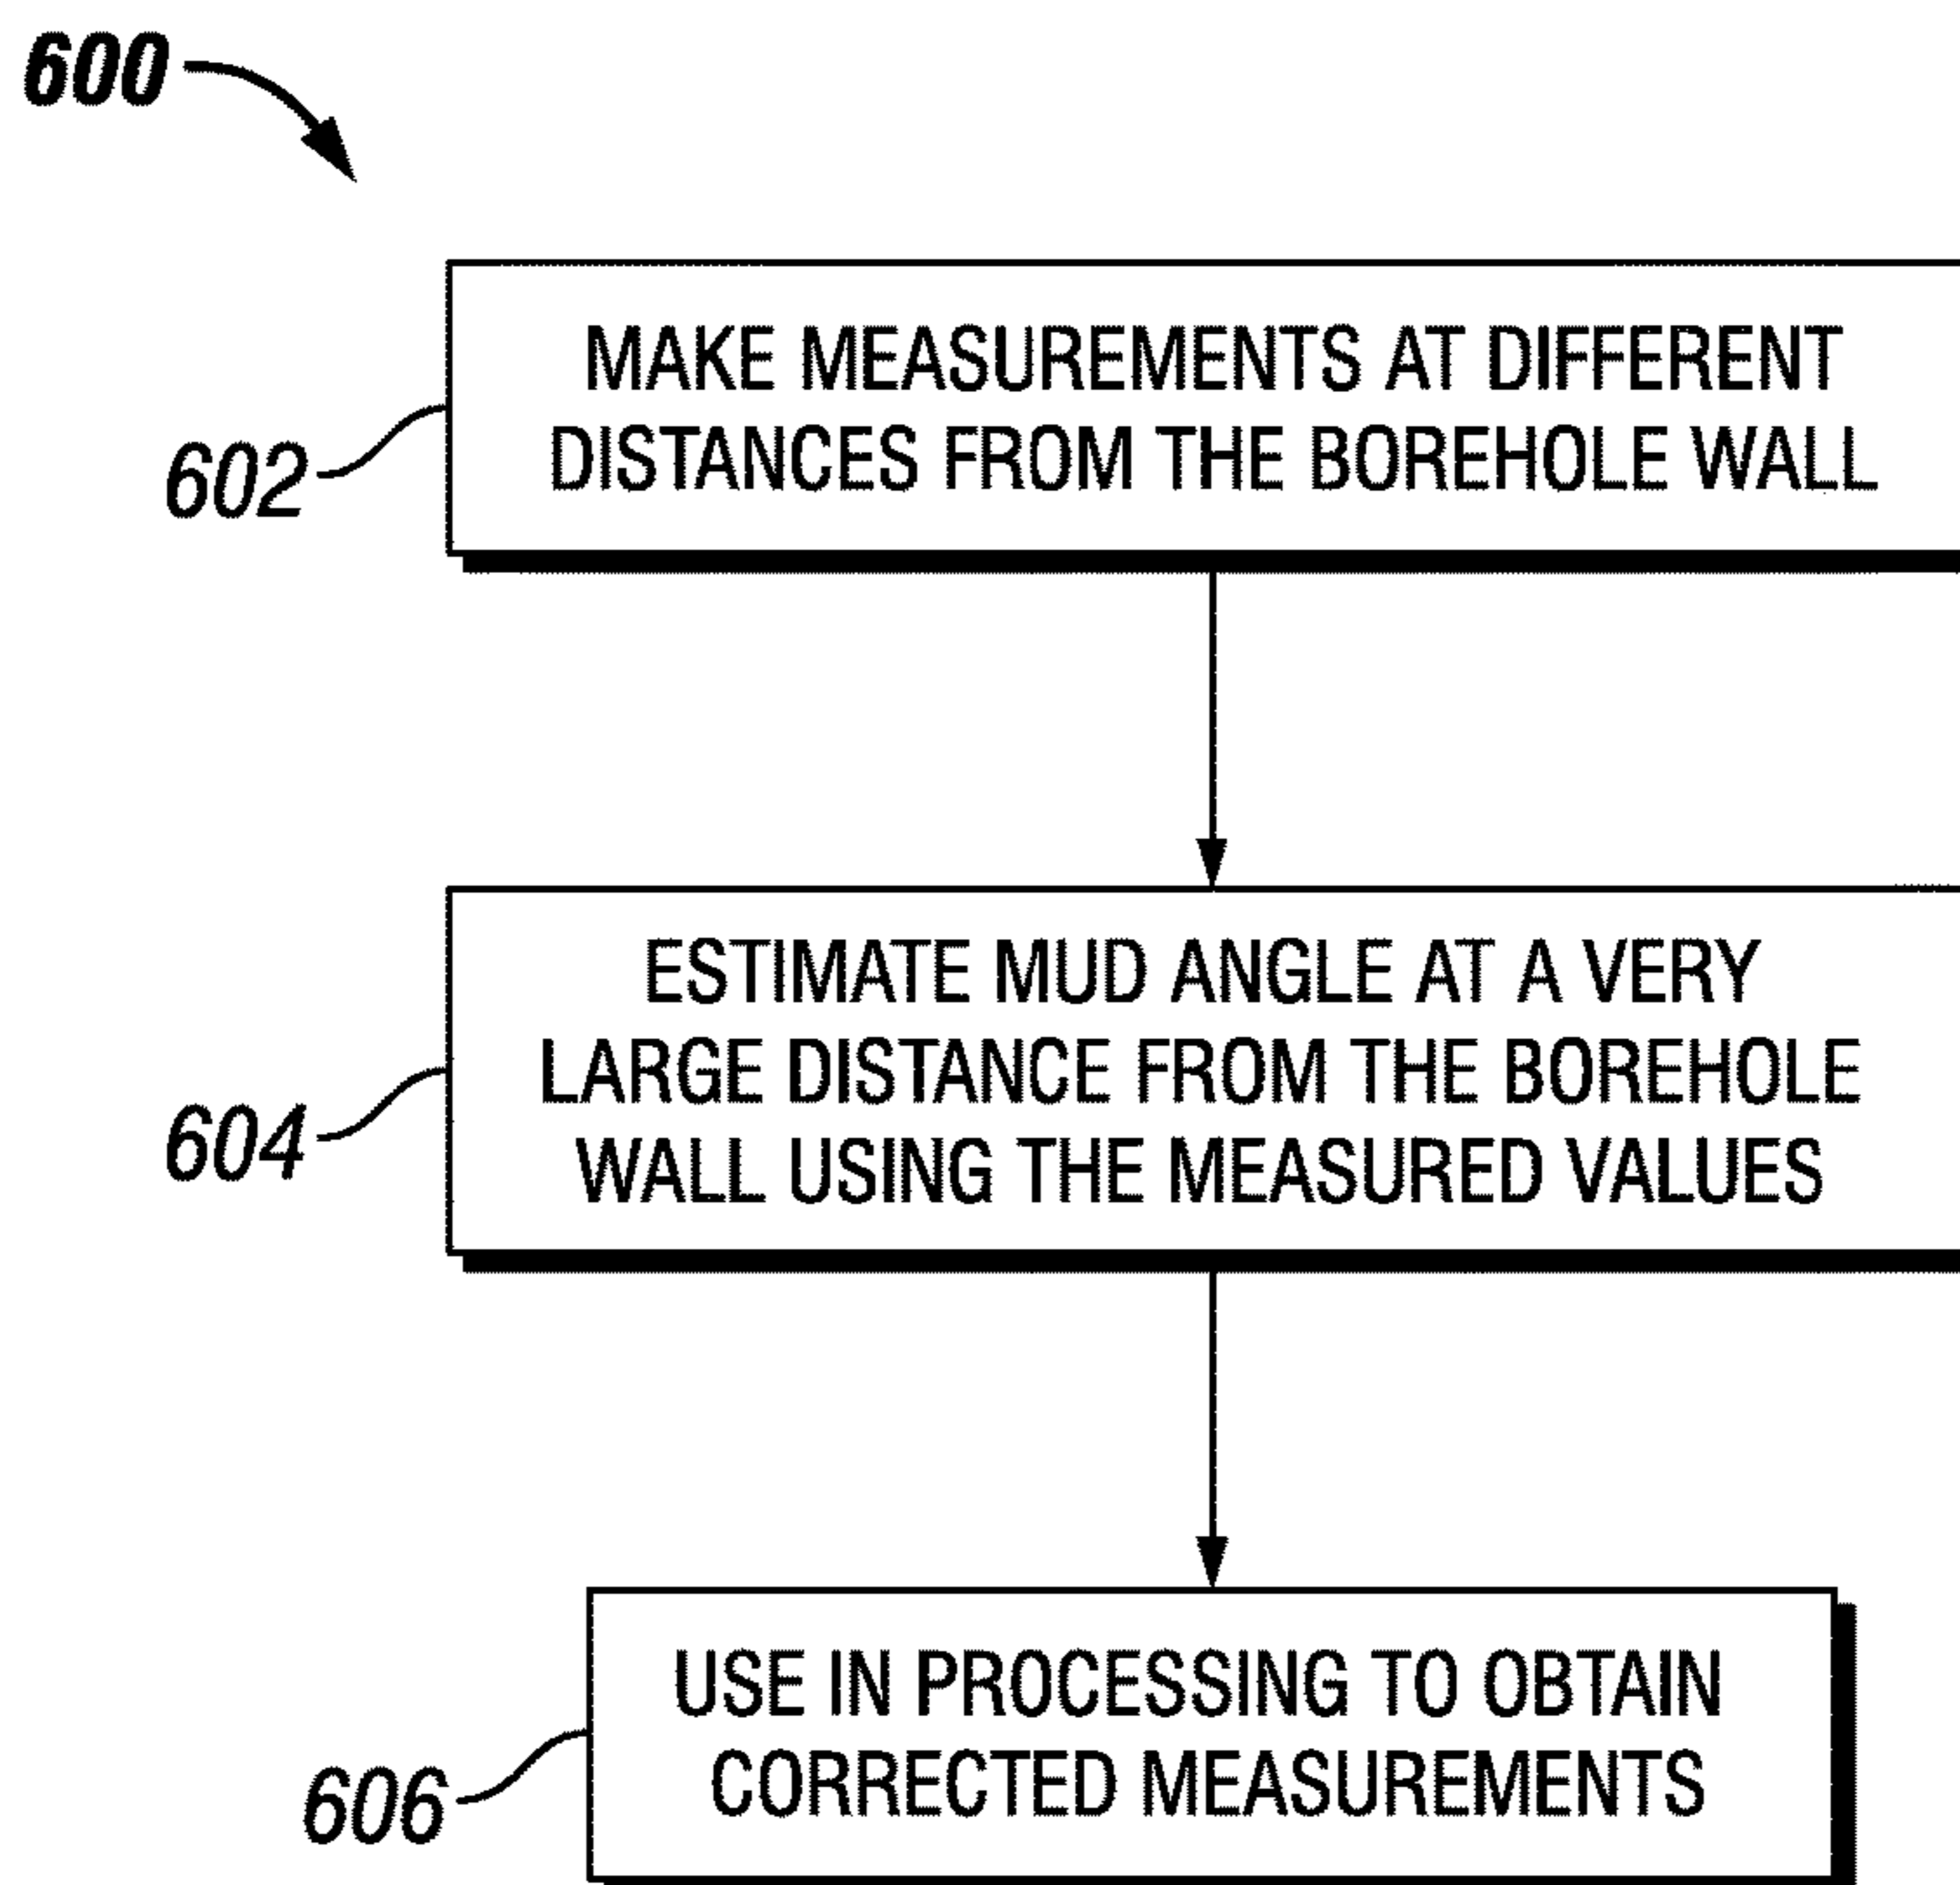 600
MAKE MEASUREMENTS AT DIFFERENT
DISTANCES FROM THE BOREHOLE WALL
602
ESTIMATE MUD ANGLE AT A VERY
LARGE DISTANCE FROM THE BOREHOLE
WALL USING THE MEASURED VALUES
604
USE IN PROCESSING TO OBTAIN
CORRECTED MEASUREMENTS
606